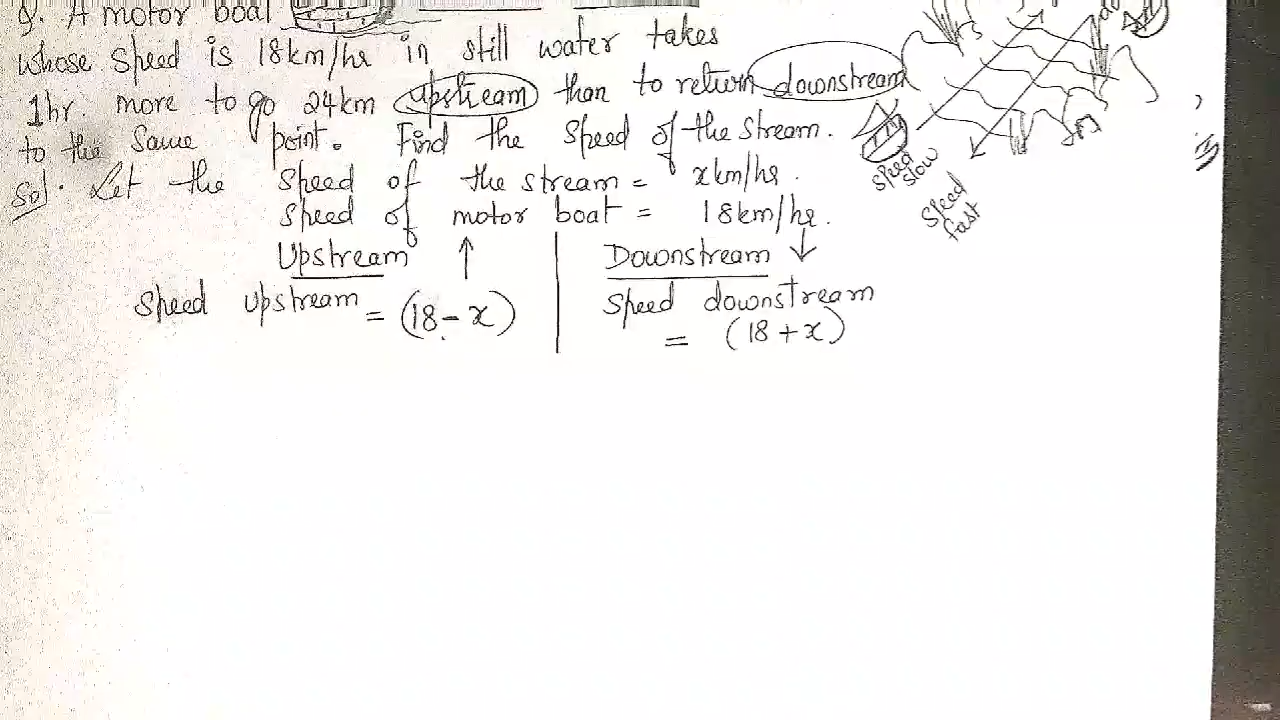 Q. A motor boat
whose speed is 18km/hr in still water takes
1hr more to go 24km upstream than to return downstream
to the same point. Find the speed of the stream.
Sol. Let the speed of the stream = x km/hr.
speed of motor boat = 18km/hr.
Upstream ↑
speed upstream
= (18 - x)
Downstream ↓
speed downstream
= (18 + x)
speed
slow
speed
fast